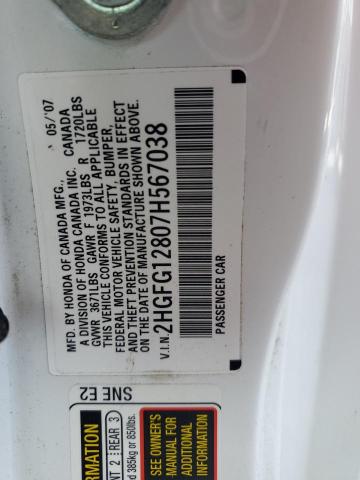 MFD. BY HONDA OF CANADA MFG., 05/'07
A DIVISION OF HONDA CANADA INC. CANADA
GVWR 3671LBS GAWR F 1973LBS R 1720LBS
THIS VEHICLE CONFORMS TO ALL APPLICABLE
FEDERAL MOTOR VEHICLE SAFETY, BUMPER,
AND THEFT PREVENTION STANDARDS IN EFFECT
ON THE DATE OF MANUFACTURE SHOWN ABOVE.
V.I.N. 2HGFG12807H567038
PASSENGER CAR
SNE E2
ORMATION
NT 2 REAR 3
d 385kg or 850lbs.
SEE OWNER'S
MANUAL FOR
ADDITIONAL
INFORMATION